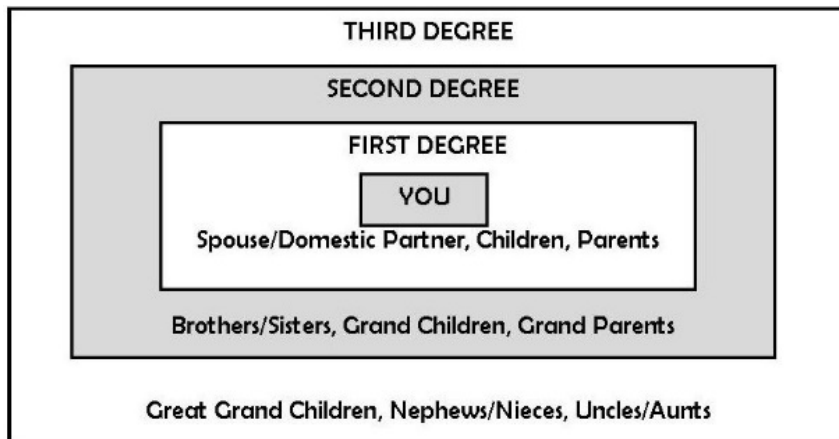 THIRD DEGREE
SECOND DEGREE
FIRST DEGREE
YOU
Spouse/Domestic Partner, Children, Parents
Brothers/Sisters, Grand Children, Grand Parents
Great Grand Children, Nephews/Nieces, Uncles/Aunts